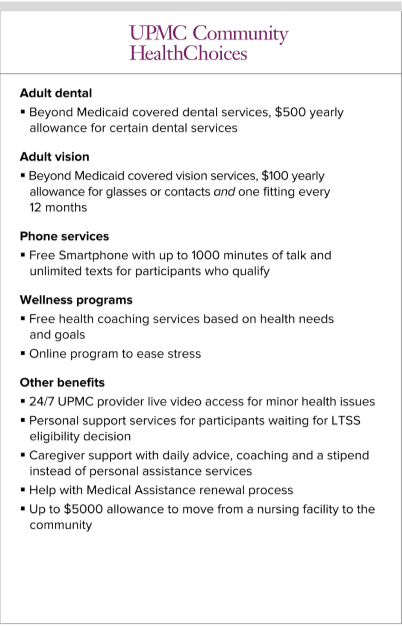 UPMC Community
HealthChoices
Adult dental
▪ Beyond Medicaid covered dental services, $500 yearly
allowance for certain dental services
Adult vision
▪ Beyond Medicaid covered vision services, $100 yearly
allowance for glasses or contacts and one fitting every
12 months
Phone services
▪ Free Smartphone with up to 1000 minutes of talk and
unlimited texts for participants who qualify
Wellness programs
▪ Free health coaching services based on health needs
and goals
▪ Online program to ease stress
Other benefits
▪ 24/7 UPMC provider live video access for minor health issues
▪ Personal support services for participants waiting for LTSS
eligibility decision
▪ Caregiver support with daily advice, coaching and a stipend
instead of personal assistance services
▪ Help with Medical Assistance renewal process
▪ Up to $5000 allowance to move from a nursing facility to the
community